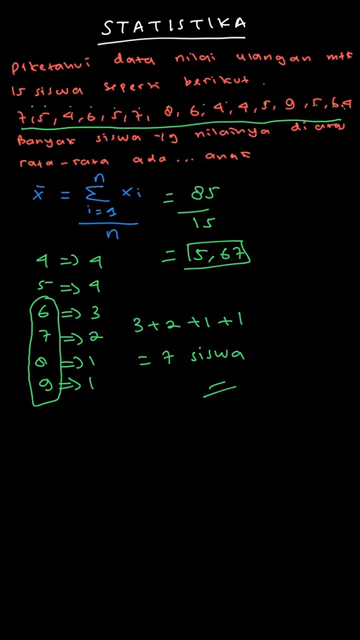 STATISTIKA
Diketahui data nilai ulangan mtk
15 siswa seperti berikut.
7, 5, 4, 6, 5, 7, 8, 6, 4, 4, 5, 9, 5, 6, 4
Banyak siswa yg nilainya di atas
rata-rata ada ... anak
x̄ = n∑i=1 xi / n = 85 / 15
= 5,67
4 => 4
5 => 4
6 => 3
7 => 2
8 => 1
9 => 1
3 + 2 + 1 + 1
= 7 siswa